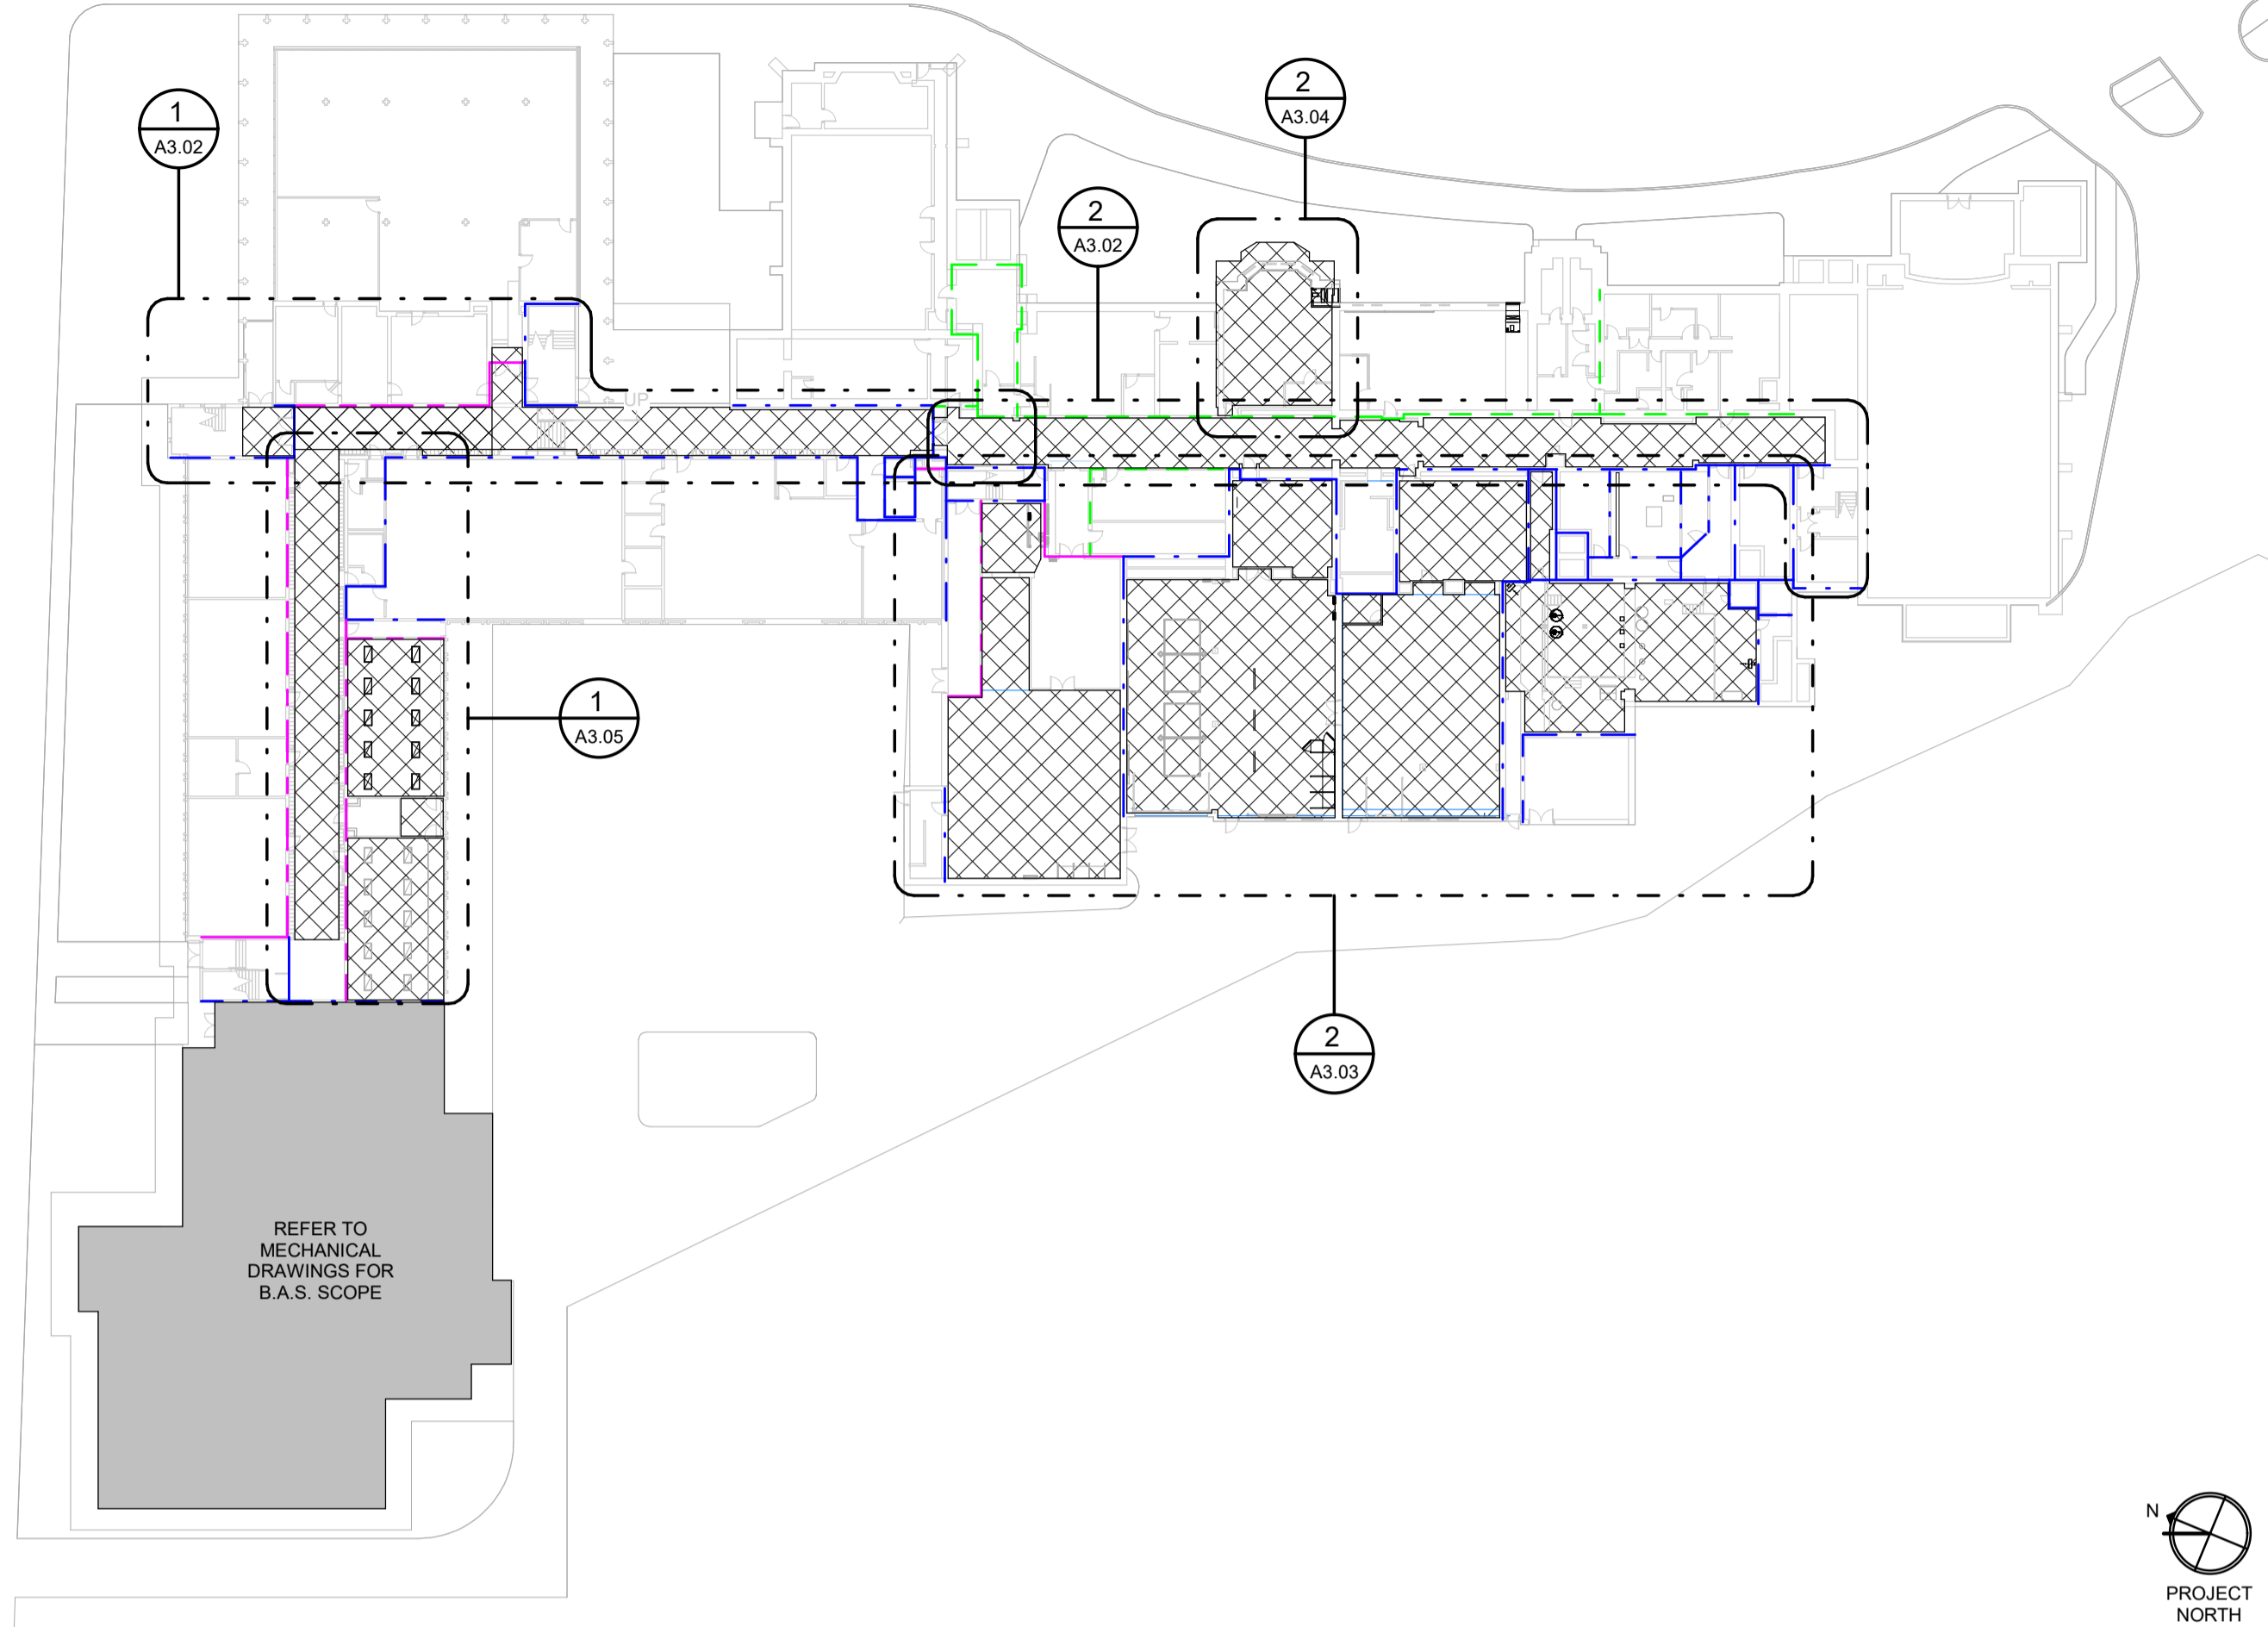 2
A3.04
1
A3.02
2
A3.02
UP
1
A3.05
2
A3.03
REFER TO
MECHANICAL
DRAWINGS FOR
B.A.S. SCOPE
N
PROJECT
NORTH